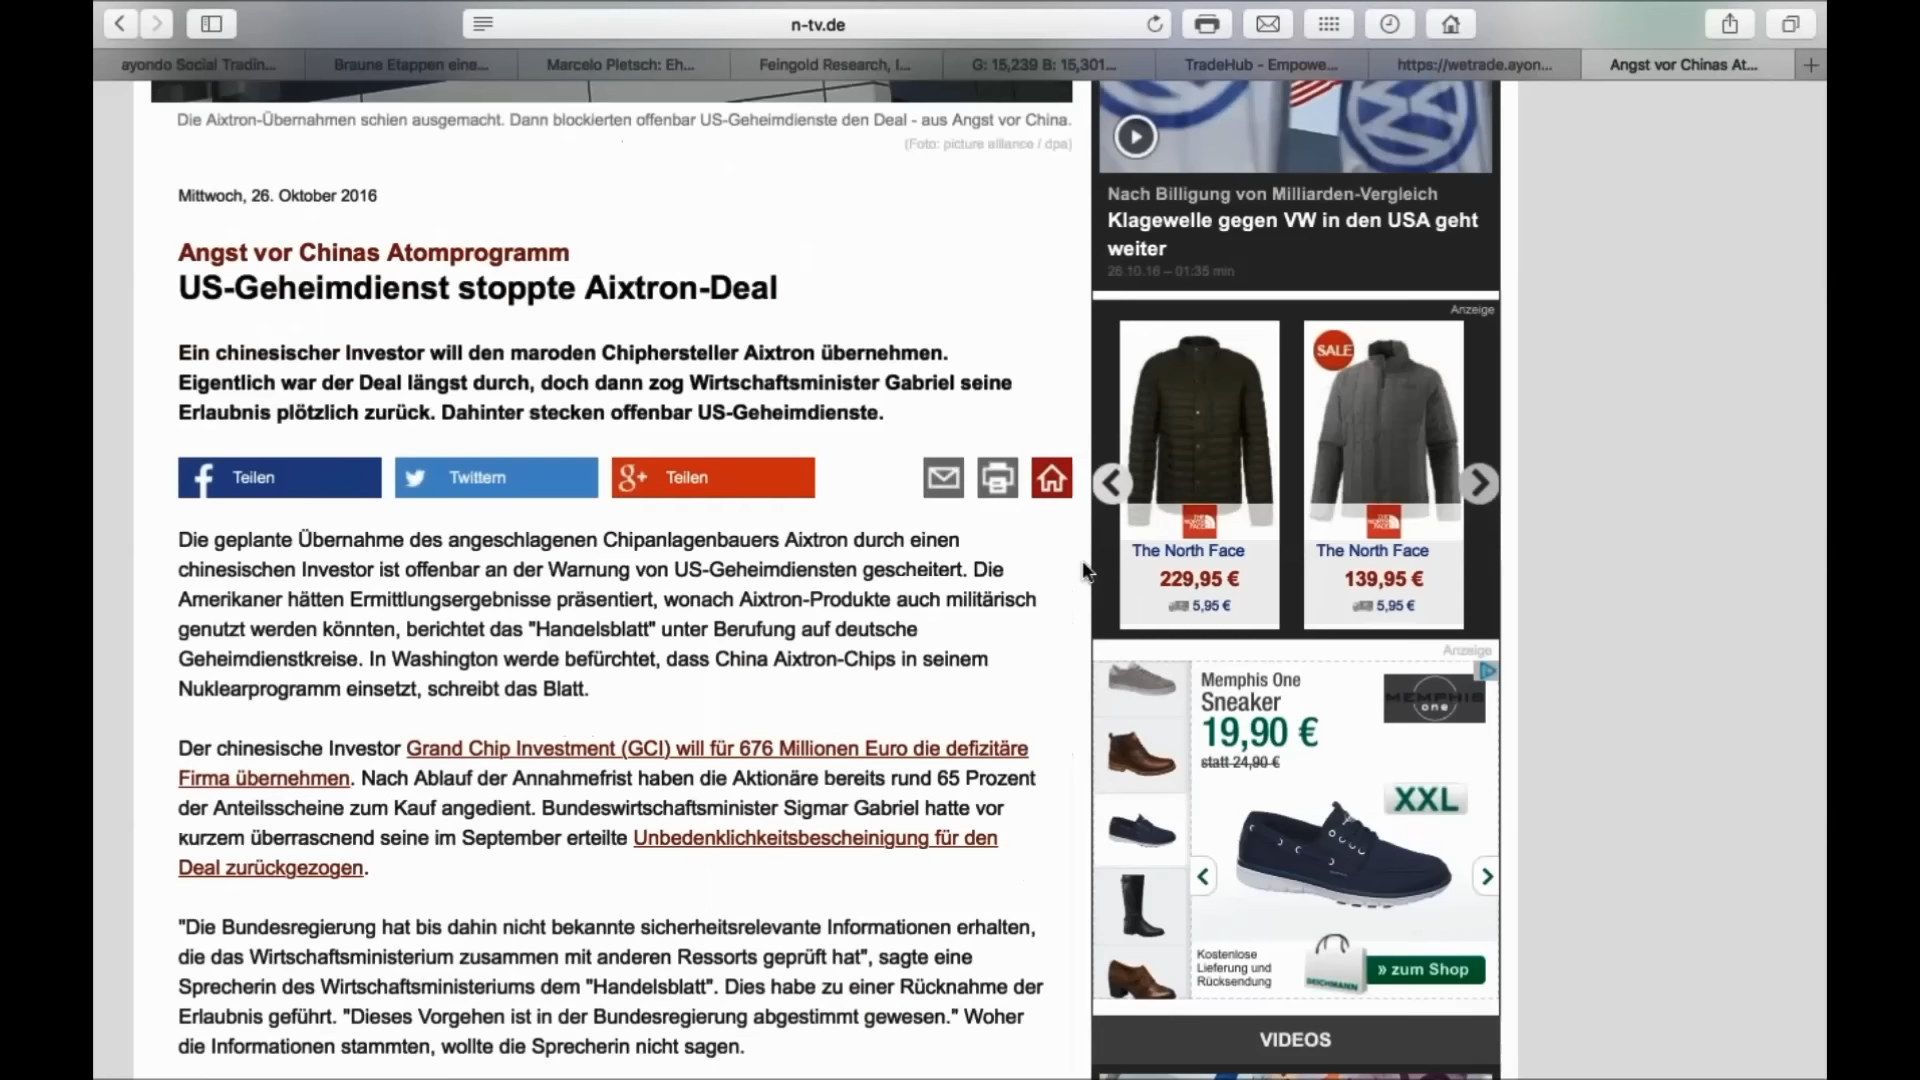 n-tv.de
ayondo Social Tradin...
Braune Etappen eine...
Marcelo Pletsch: Eh...
Feingold Research, I...
G: 15,239 B: 15,301...
TradeHub - Empowe...
https://wetrade.ayon...
Angst vor Chinas At...
Die Aixtron-Übernahmen schien ausgemacht. Dann blockierten offenbar US-Geheimdienste den Deal - aus Angst vor China.
(Foto: picture alliance / dpa)
Mittwoch, 26. Oktober 2016
Angst vor Chinas Atomprogramm
US-Geheimdienst stoppte Aixtron-Deal
Ein chinesischer Investor will den maroden Chiphersteller Aixtron übernehmen.
Eigentlich war der Deal längst durch, doch dann zog Wirtschaftsminister Gabriel seine
Erlaubnis plötzlich zurück. Dahinter stecken offenbar US-Geheimdienste.
Teilen
Twittern
Teilen
Die geplante Übernahme des angeschlagenen Chipanlagenbauers Aixtron durch einen
chinesischen Investor ist offenbar an der Warnung von US-Geheimdiensten gescheitert. Die
Amerikaner hätten Ermittlungsergebnisse präsentiert, wonach Aixtron-Produkte auch militärisch
genutzt werden könnten, berichtet das "Handelsblatt" unter Berufung auf deutsche
Geheimdienstkreise. In Washington werde befürchtet, dass China Aixtron-Chips in seinem
Nuklearprogramm einsetzt, schreibt das Blatt.
Der chinesische Investor Grand Chip Investment (GCI) will für 676 Millionen Euro die defizitäre
Firma übernehmen. Nach Ablauf der Annahmefrist haben die Aktionäre bereits rund 65 Prozent
der Anteilsscheine zum Kauf angedient. Bundeswirtschaftsminister Sigmar Gabriel hatte vor
kurzem überraschend seine im September erteilte Unbedenklichkeitsbescheinigung für den
Deal zurückgezogen.
"Die Bundesregierung hat bis dahin nicht bekannte sicherheitsrelevante Informationen erhalten,
die das Wirtschaftsministerium zusammen mit anderen Ressorts geprüft hat", sagte eine
Sprecherin des Wirtschaftsministeriums dem "Handelsblatt". Dies habe zu einer Rücknahme der
Erlaubnis geführt. "Dieses Vorgehen ist in der Bundesregierung abgestimmt gewesen." Woher
die Informationen stammten, wollte die Sprecherin nicht sagen.
Nach Billigung von Milliarden-Vergleich
Klagewelle gegen VW in den USA geht
weiter
26.10.16 – 01:35 min
Anzeige
SALE
THE NORTH FACE
THE NORTH FACE
The North Face
229,95 €
5,95 €
The North Face
139,95 €
5,95 €
Anzeige
Memphis One
Sneaker
19,90 €
statt 24,90 €
MEMPHIS
one
XXL
Kostenlose
Lieferung und
Rücksendung
DEICHMANN
» zum Shop
VIDEOS